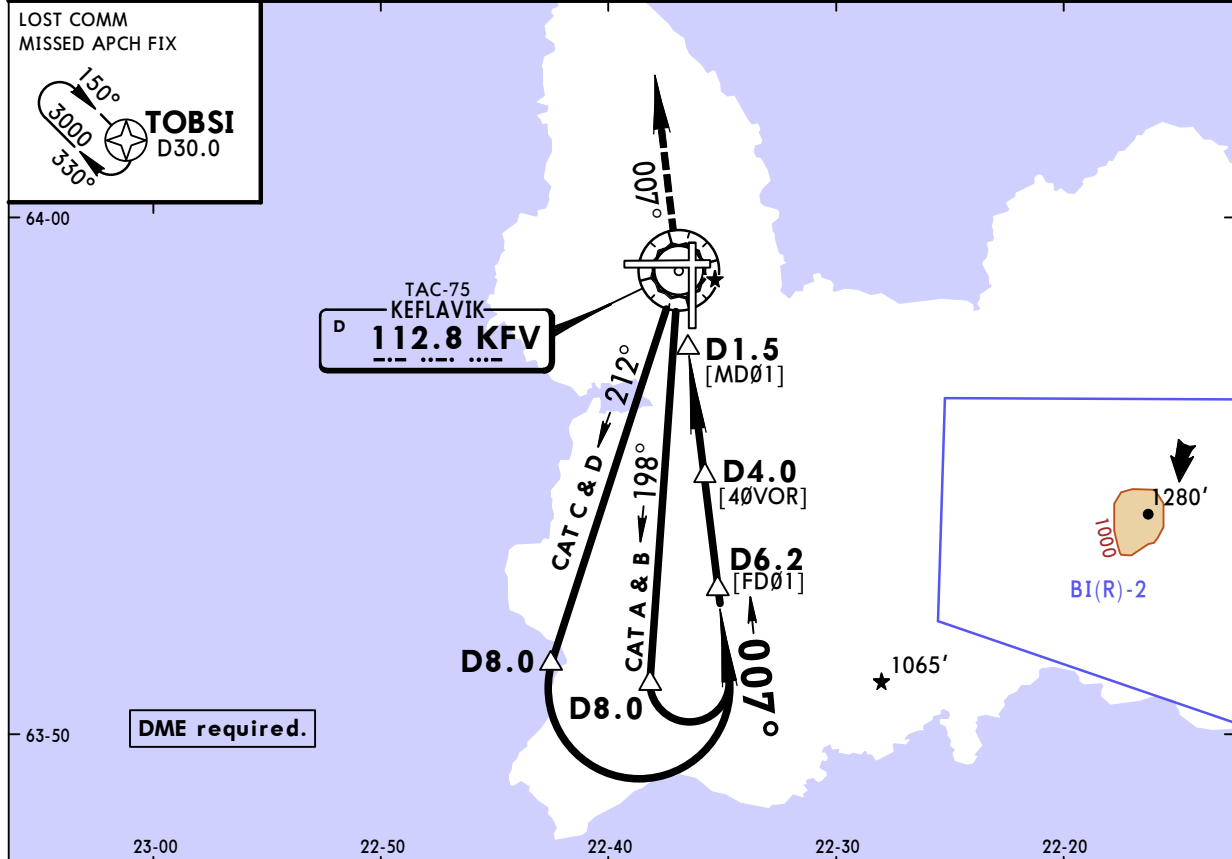 LOST COMM
MISSED APCH FIX
150°
3000
330°
TOBSI
D30.0
64-00
007°
TAC-75
KEFLAVIK
D 112.8 KFV
D1.5
[MDØ1]
212°
CAT C & D
198°
CAT A & B
D4.0
[4ØVOR]
D6.2
[FDØ1]
007°
1280'
1000
BI(R)-2
D8.0
D8.0
1065'
DME required.
63-50
23-00
22-50
22-40
22-30
22-20